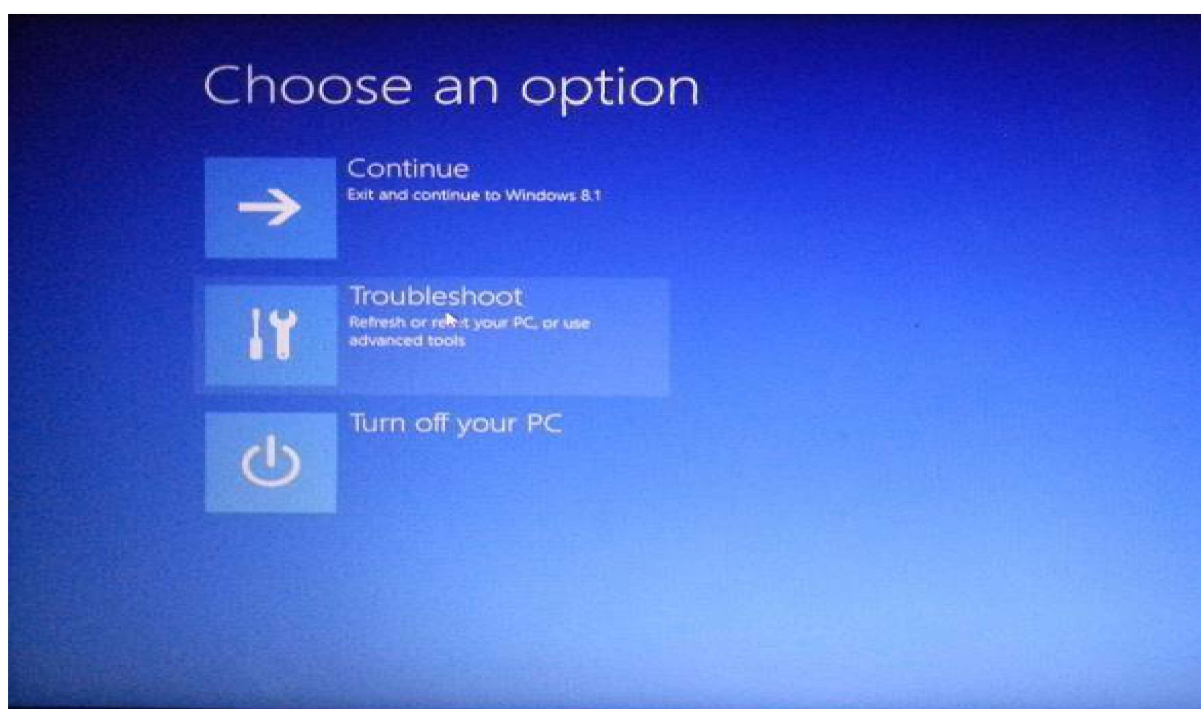 Choose an option
Continue
Exit and continue to Windows 8.1
Troubleshoot
Refresh or reset your PC, or use
advanced tools
Turn off your PC